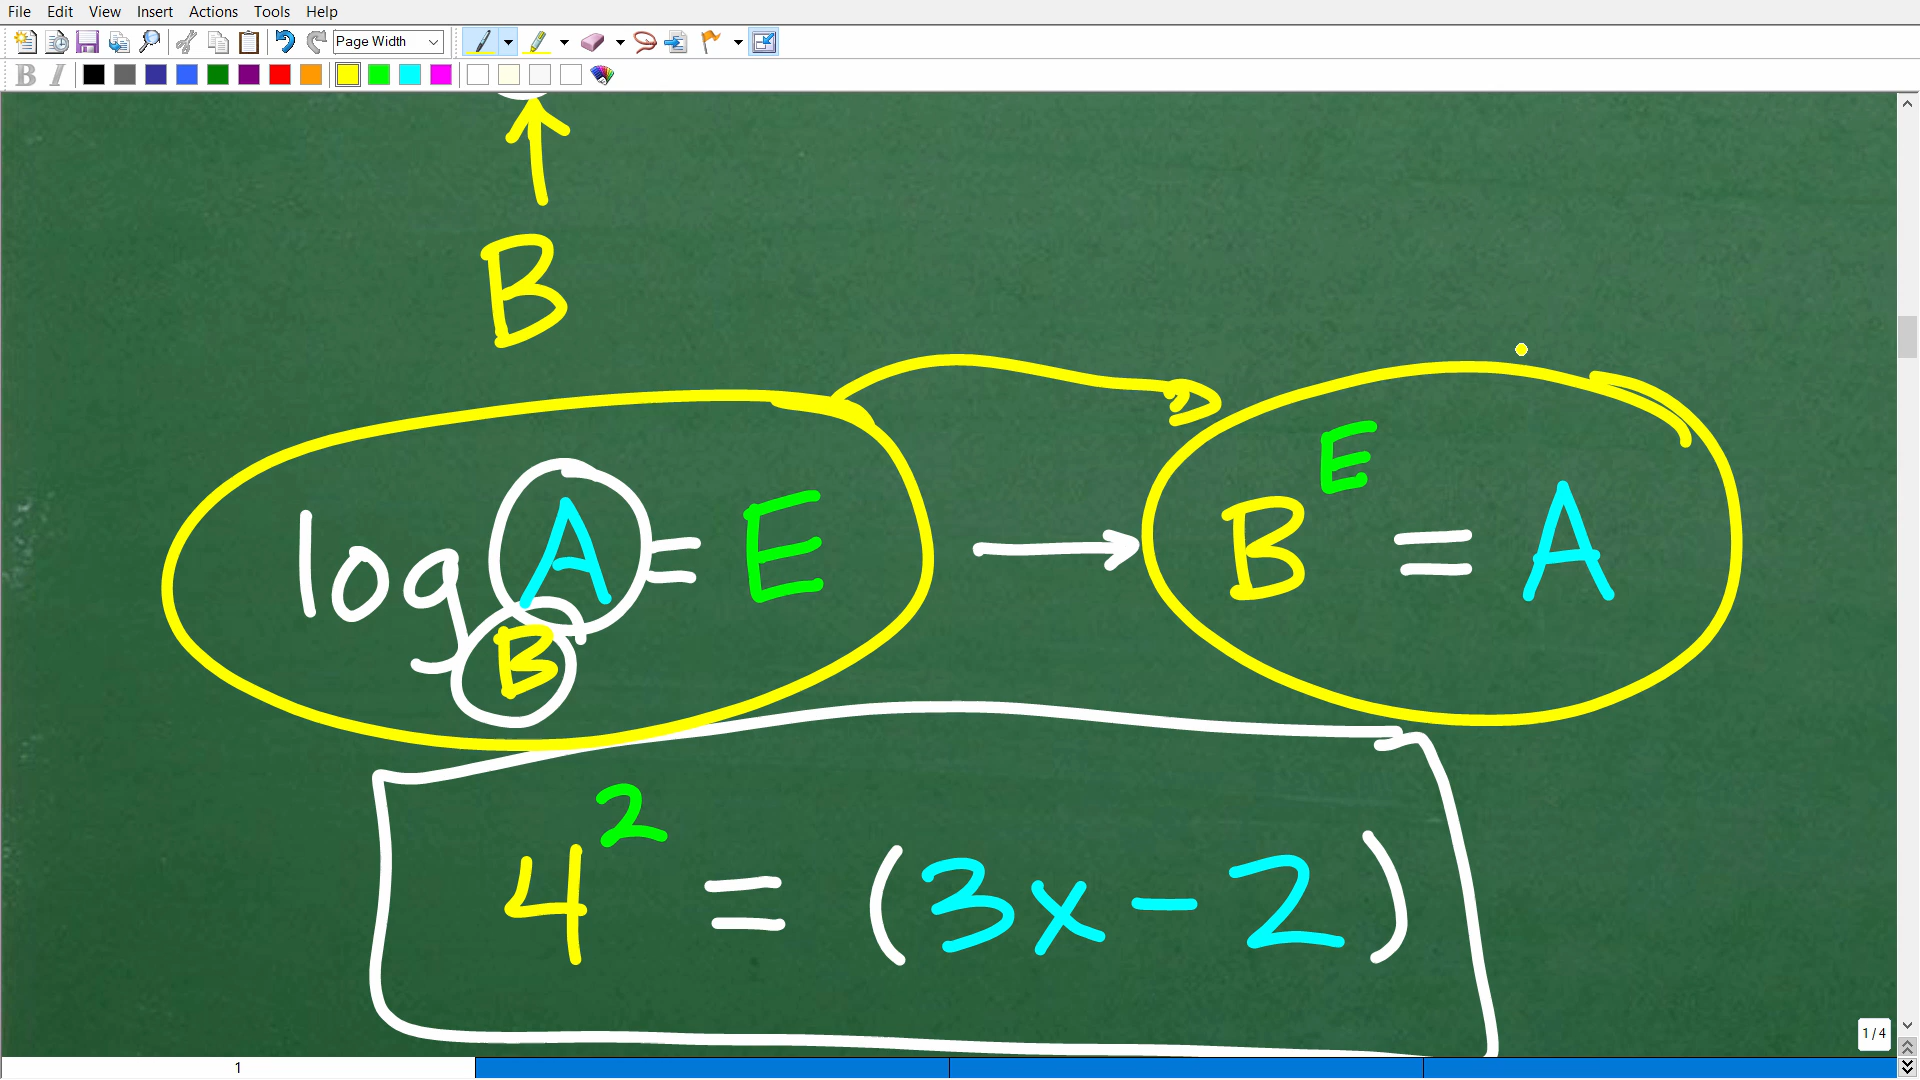 File Edit View Insert Actions Tools Help
Page Width
B I
B
log_B A = E → B^E = A
4^2 = (3x - 2)
1 / 4
1